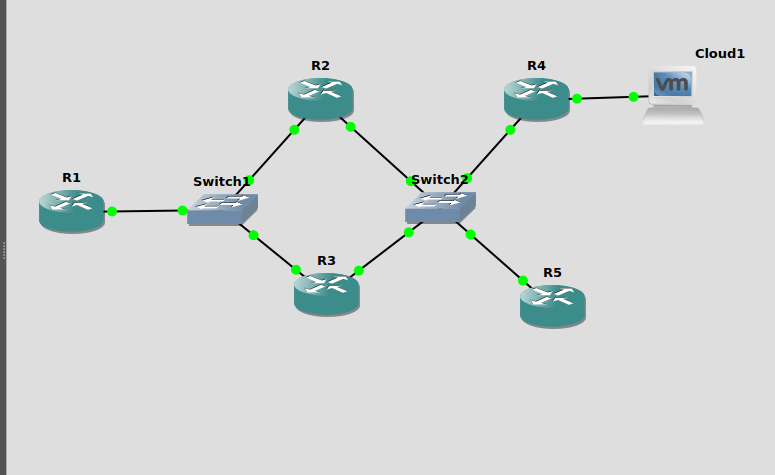 Cloud1
R2
R4
vm
R1
Switch1
Switch2
R3
R5